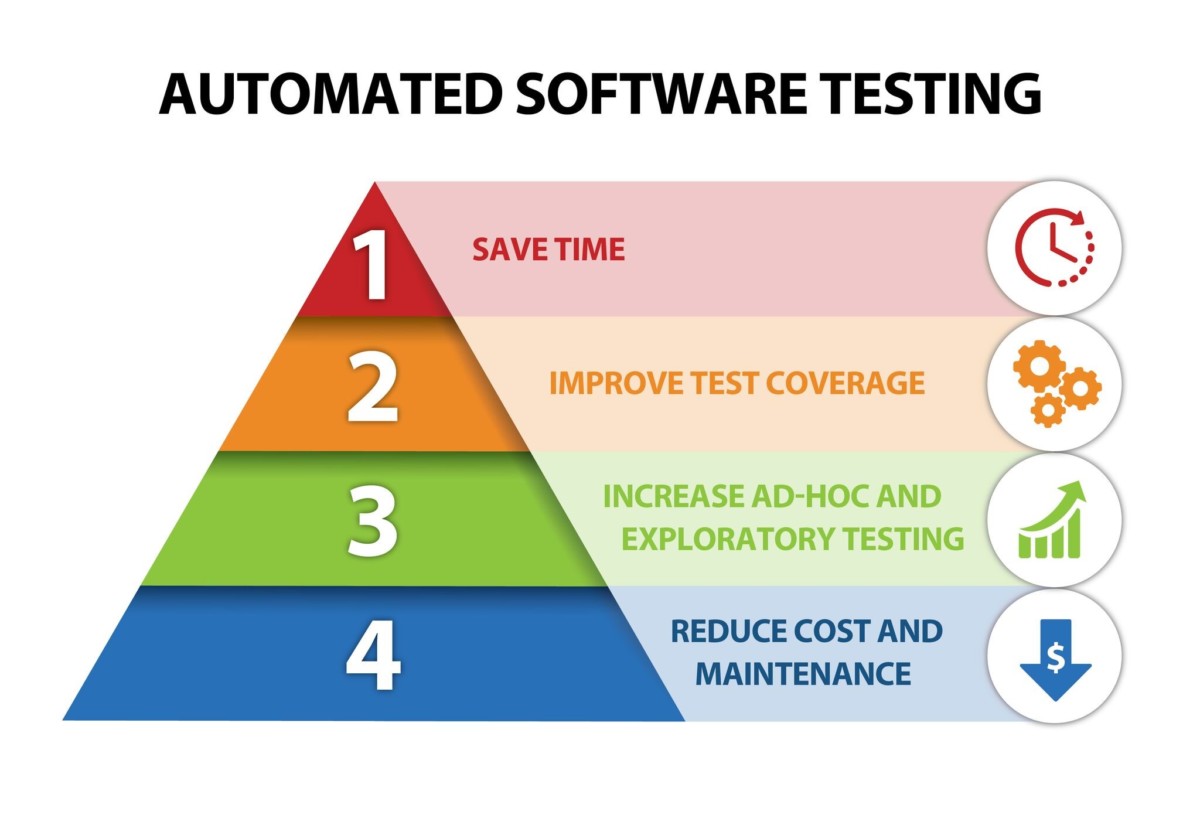 AUTOMATED SOFTWARE TESTING
1
SAVE TIME
2
IMPROVE TEST COVERAGE
3
INCREASE AD-HOC AND
EXPLORATORY TESTING
4
REDUCE COST AND
MAINTENANCE
$